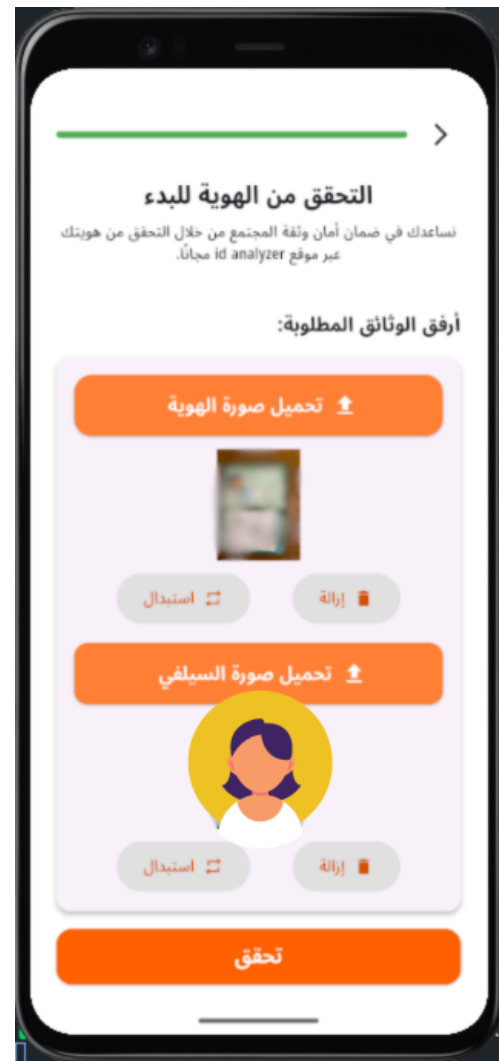 التحقق من الهوية للبدء
نساعدك في ضمان أمان وثقة المجتمع من خلال التحقق من هويتك
عبر موقع id analyzer مجانًا.
أرفق الوثائق المطلوبة:
تحميل صورة الهوية
إزالة
استبدال
تحميل صورة السيلفي
إزالة
استبدال
تحقق